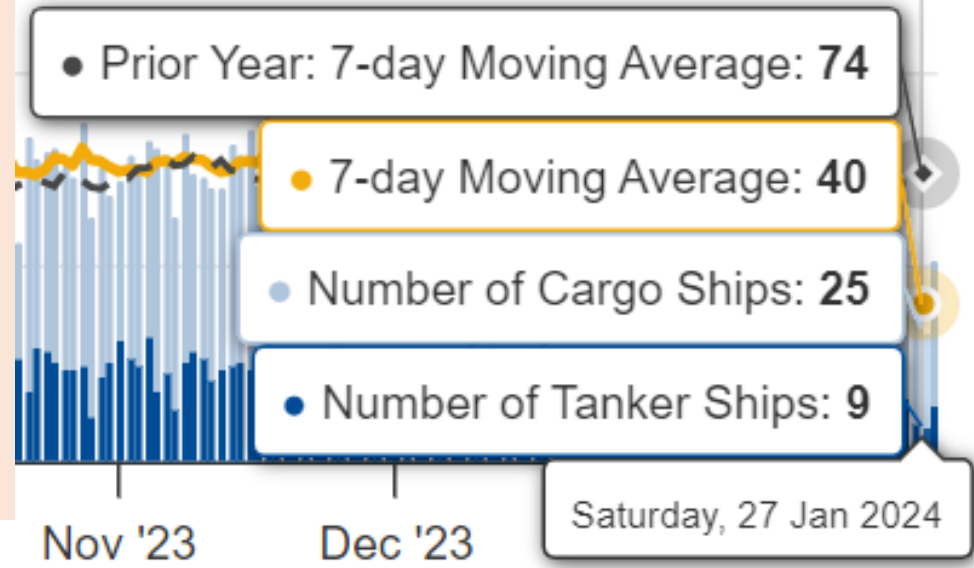 Prior Year: 7-day Moving Average: 74
7-day Moving Average: 40
Number of Cargo Ships: 25
Number of Tanker Ships: 9
Saturday, 27 Jan 2024
Nov '23
Dec '23